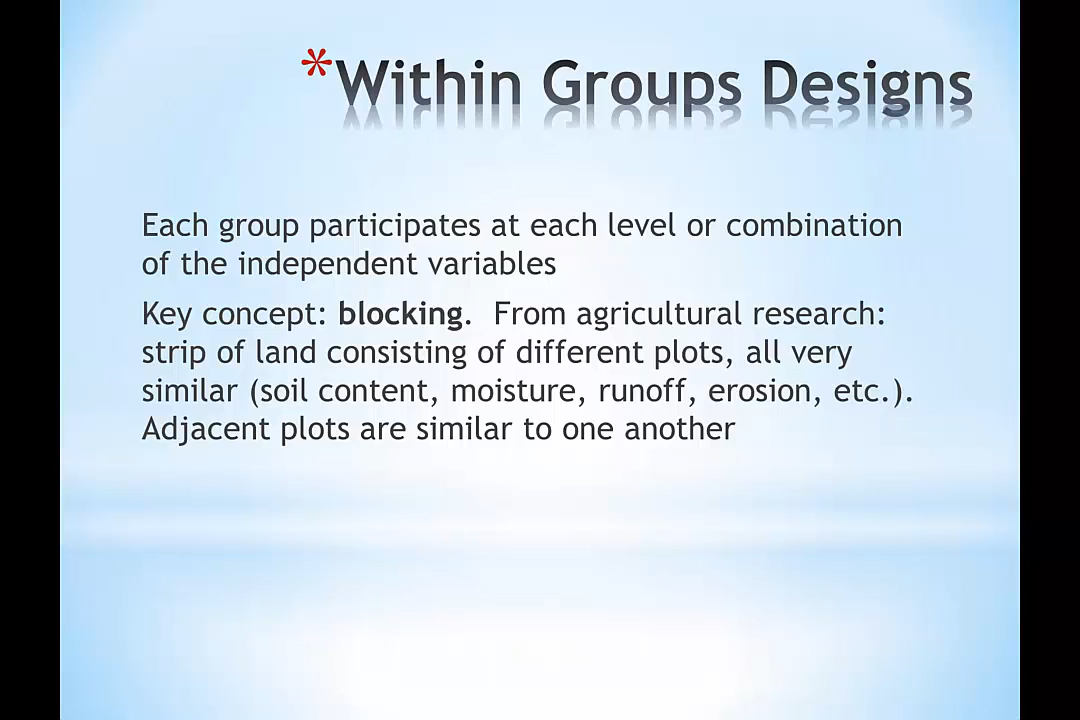 *Within Groups Designs
Each group participates at each level or combination
of the independent variables
Key concept: blocking.  From agricultural research:
strip of land consisting of different plots, all very
similar (soil content, moisture, runoff, erosion, etc.).
Adjacent plots are similar to one another